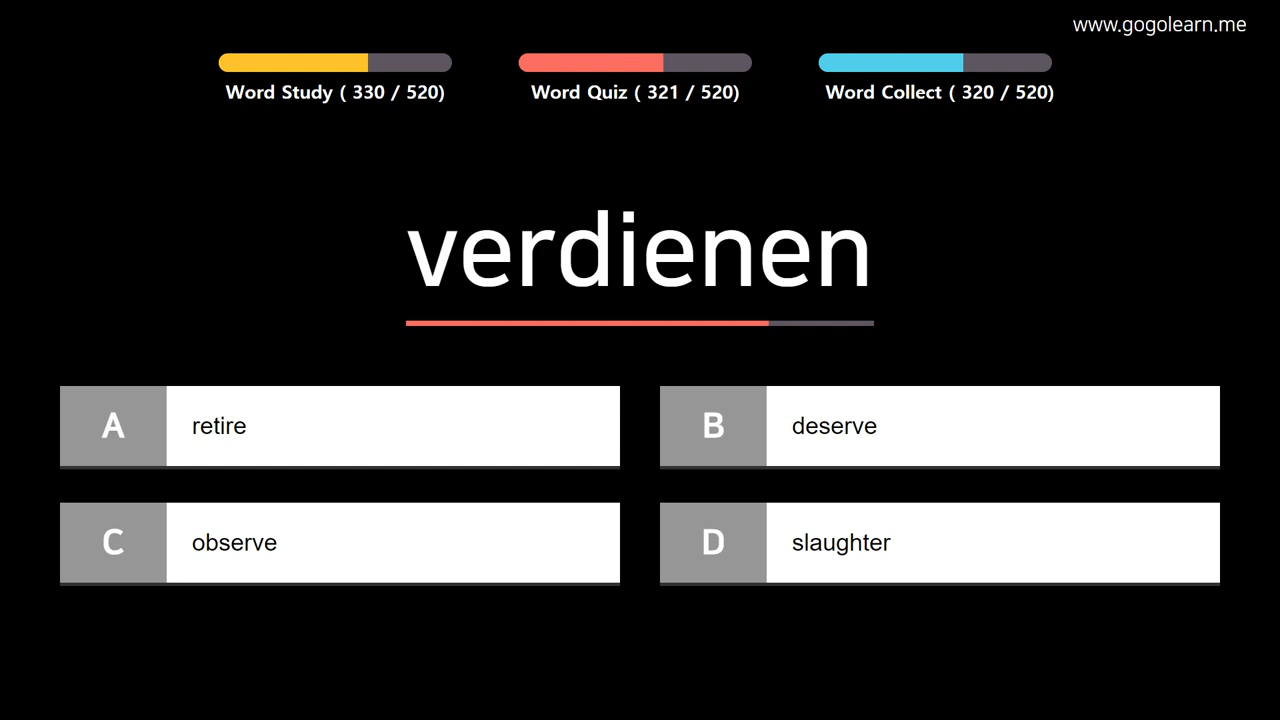 www.gogolearn.me
Word Study ( 330 / 520)
Word Quiz ( 321 / 520)
Word Collect ( 320 / 520)
verdienen
A retire
B deserve
C observe
D slaughter